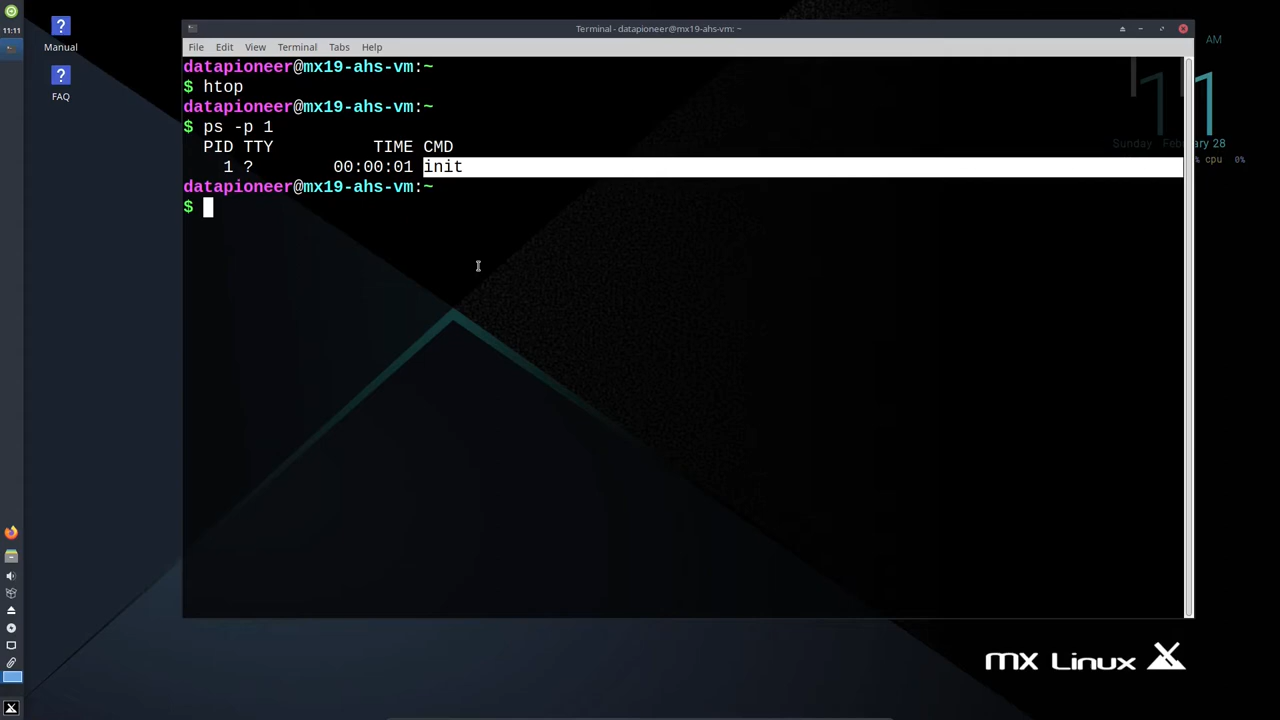 11:11
Manual
FAQ
Terminal - datapioneer@mx19-ahs-vm: ~
File Edit View Terminal Tabs Help
datapioneer@mx19-ahs-vm:~
$ htop
datapioneer@mx19-ahs-vm:~
$ ps -p 1
PID TTY TIME CMD
1 ? 00:00:01 init
datapioneer@mx19-ahs-vm:~
$
AM
11
Sunday February 28
% cpu 0%
MX Linux